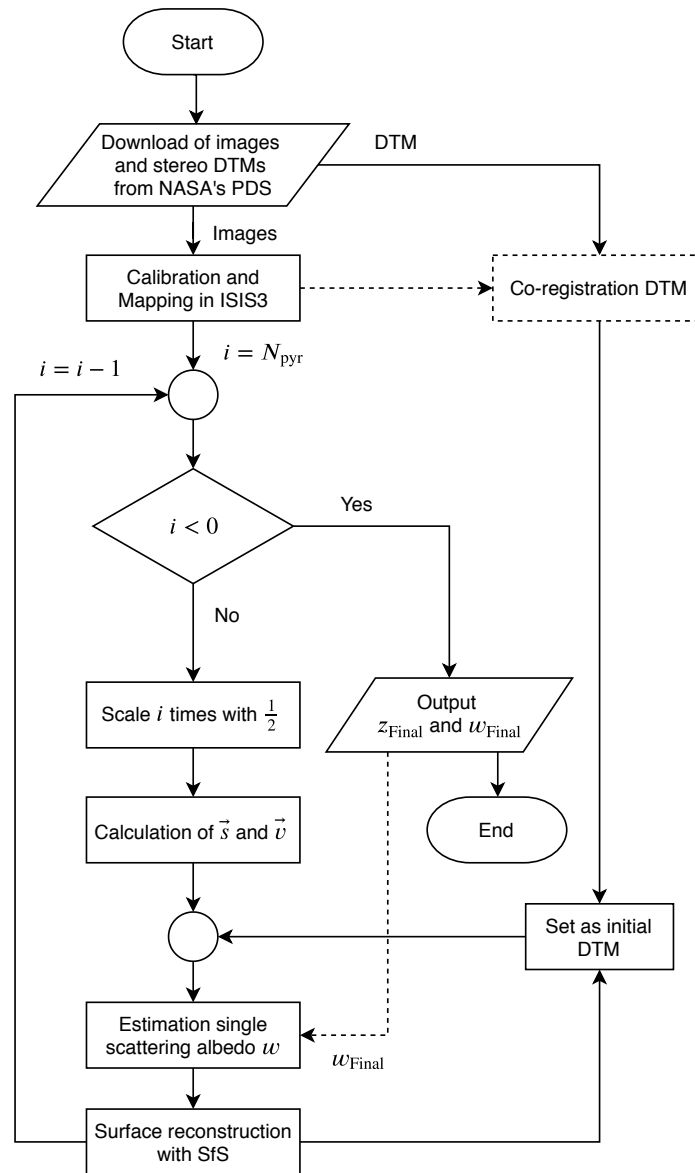 Start
Download of images
and stereo DTMs
from NASA's PDS
DTM
Images
Calibration and
Mapping in ISIS3
Co-registration DTM
i = N_pyr
i = i − 1
i < 0
Yes
No
Scale i times with 1/2
Output
z_Final and w_Final
Calculation of s⃗ and v⃗
End
Set as initial
DTM
Estimation single
scattering albedo w
w_Final
Surface reconstruction
with SfS